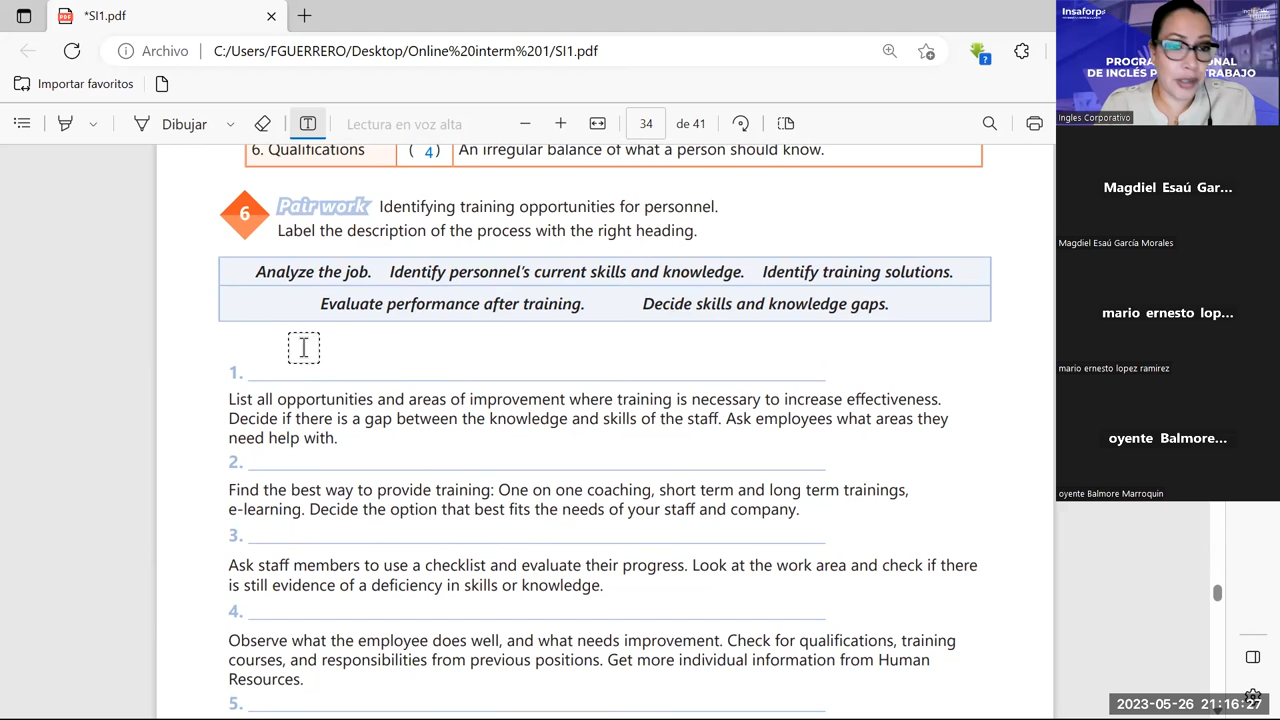 *SI1.pdf
Archivo
C:/Users/FGUERRERO/Desktop/Online%20interm%201/SI1.pdf
Importar favoritos
Dibujar
Lectura en voz alta
34
de 41
6. Qualifications
( 4 )
An irregular balance of what a person should know.
6
Pair work
Identifying training opportunities for personnel.
Label the description of the process with the right heading.
Analyze the job. Identify personnel's current skills and knowledge. Identify training solutions.
Evaluate performance after training. Decide skills and knowledge gaps.
1.
List all opportunities and areas of improvement where training is necessary to increase effectiveness.
Decide if there is a gap between the knowledge and skills of the staff. Ask employees what areas they
need help with.
2.
Find the best way to provide training: One on one coaching, short term and long term trainings,
e-learning. Decide the option that best fits the needs of your staff and company.
3.
Ask staff members to use a checklist and evaluate their progress. Look at the work area and check if there
is still evidence of a deficiency in skills or knowledge.
4.
Observe what the employee does well, and what needs improvement. Check for qualifications, training
courses, and responsibilities from previous positions. Get more individual information from Human
Resources.
5.
Insaforp
Ingles Corporativo
Magdiel Esaú Gar...
Magdiel Esaú García Morales
mario ernesto lop...
mario ernesto lopez ramirez
oyente Balmore...
oyente Balmore Marroquin
2023-05-26 21:16:27